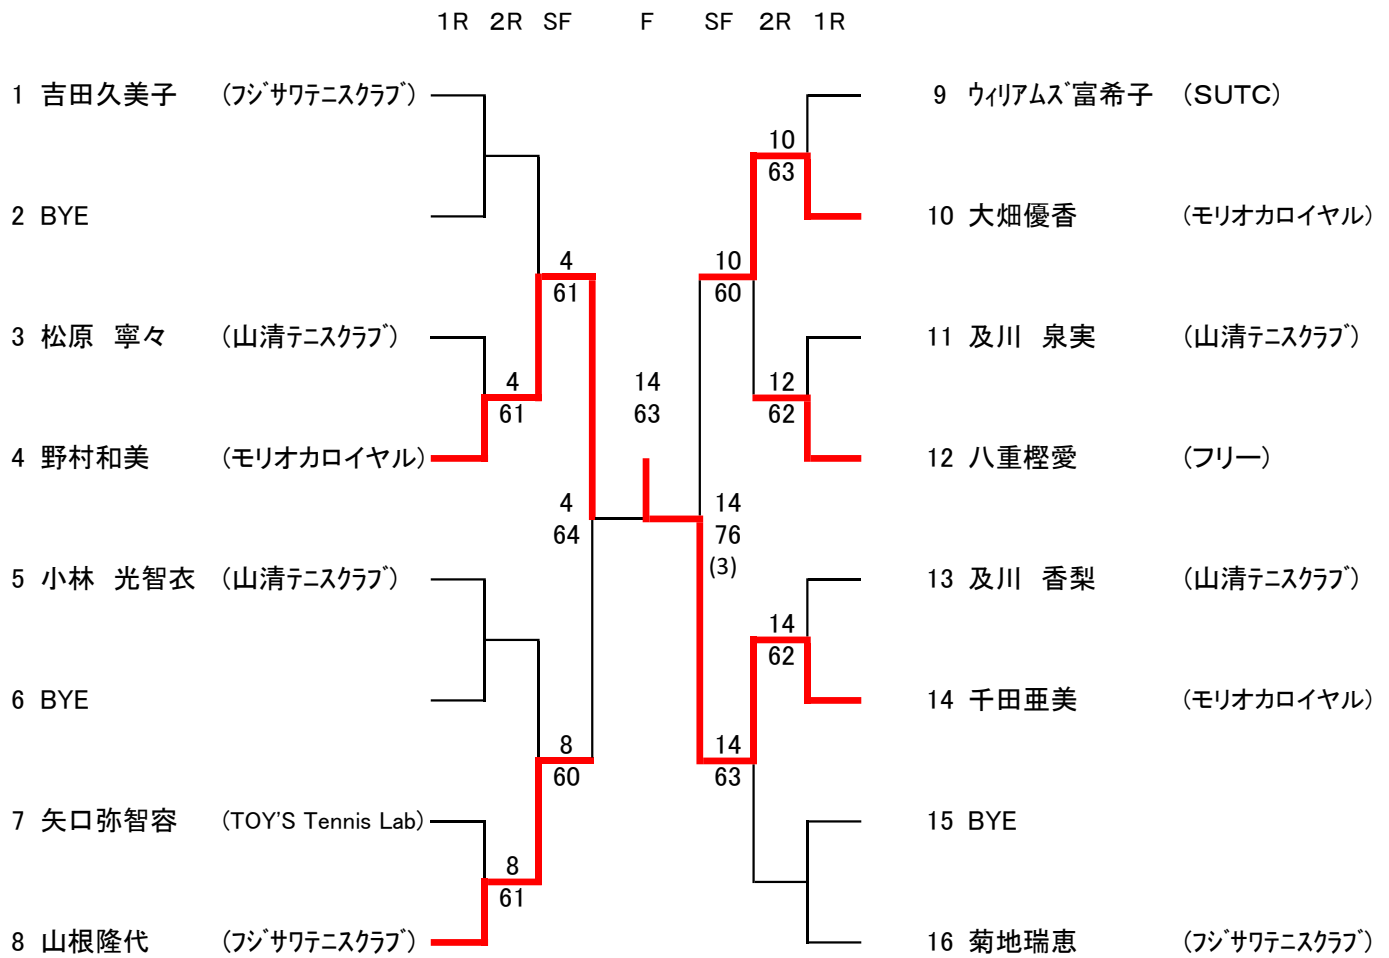 1R 2R SF F SF 2R 1R
1 吉田久美子 (フジサワテニスクラブ)
9 ウィリアムズ富希子 (SUTC)
10
63
2 BYE
10 大畑優香 (モリオカロイヤル)
4
61
10
60
3 松原 寧々 (山清テニスクラブ)
11 及川 泉実 (山清テニスクラブ)
4
61
14
63
12
62
4 野村和美 (モリオカロイヤル)
12 八重樫愛 (フリー)
4
64
14
76
(3)
5 小林 光智衣 (山清テニスクラブ)
13 及川 香梨 (山清テニスクラブ)
14
62
6 BYE
14 千田亜美 (モリオカロイヤル)
8
60
14
63
7 矢口弥智容 (TOY'S Tennis Lab)
15 BYE
8
61
8 山根隆代 (フジサワテニスクラブ)
16 菊地瑞恵 (フジサワテニスクラブ)